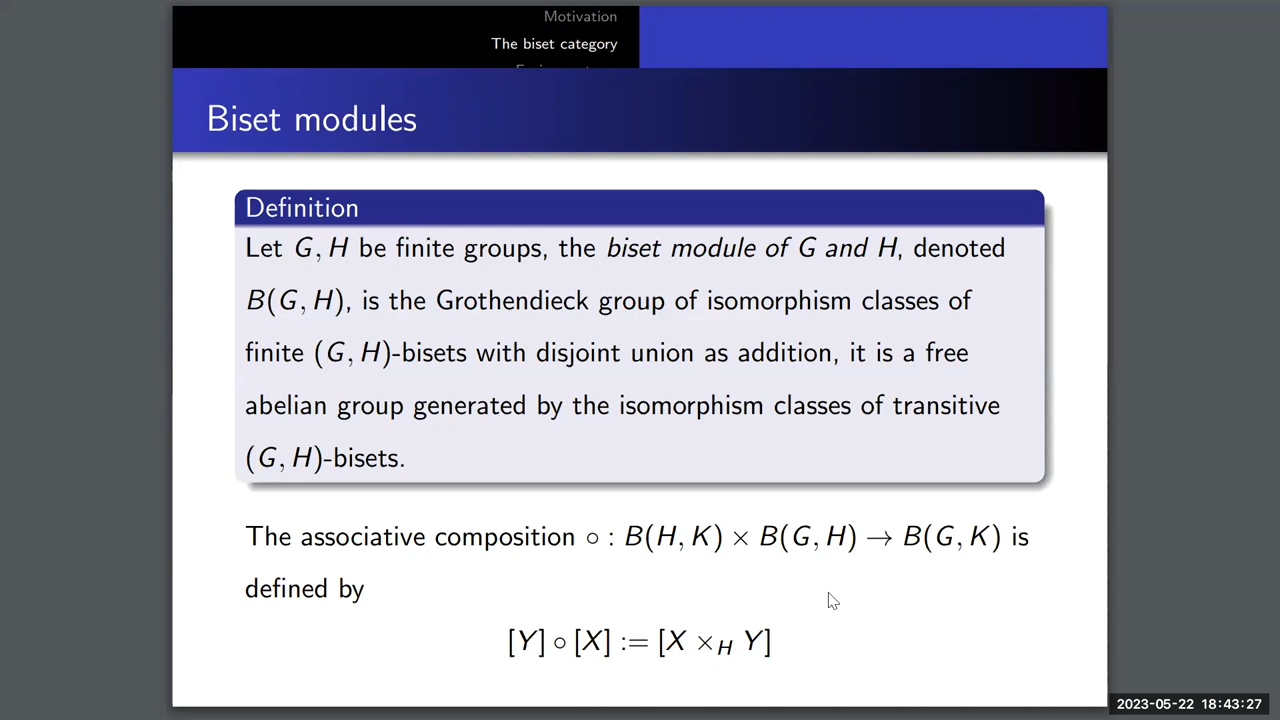 Motivation
The biset category
Biset modules
Definition
Let G, H be finite groups, the biset module of G and H, denoted
B(G, H), is the Grothendieck group of isomorphism classes of
finite (G, H)-bisets with disjoint union as addition, it is a free
abelian group generated by the isomorphism classes of transitive
(G, H)-bisets.
The associative composition ∘ : B(H, K) × B(G, H) → B(G, K) is
defined by
[Y] ∘ [X] := [X ×_H Y]
2023-05-22 18:43:27